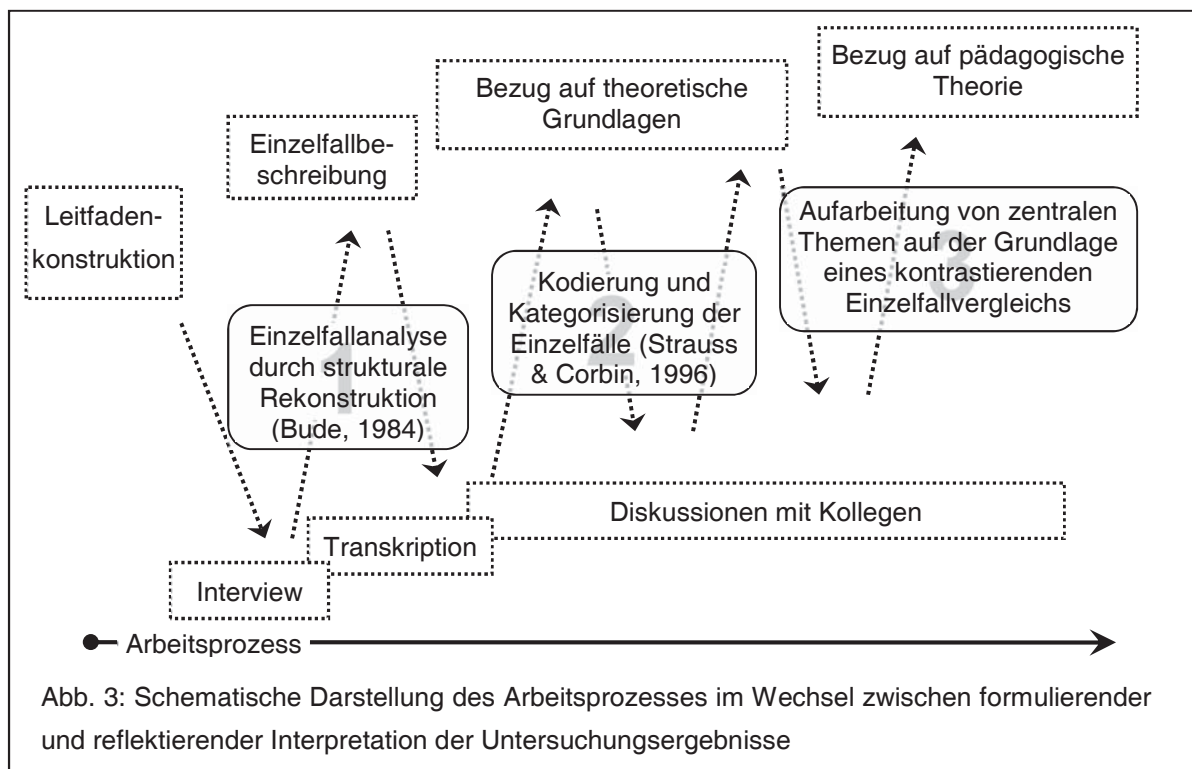 Leitfaden-
konstruktion
Interview
Einzelfallbe-
schreibung
1
Einzelfallanalyse
durch strukturale
Rekonstruktion
(Bude, 1984)
Transkription
Bezug auf theoretische
Grundlagen
2
Kodierung und
Kategorisierung der
Einzelfälle (Strauss
& Corbin, 1996)
Diskussionen mit Kollegen
Bezug auf pädagogische
Theorie
3
Aufarbeitung von zentralen
Themen auf der Grundlage
eines kontrastierenden
Einzelfallvergleichs
Arbeitsprozess
Abb. 3: Schematische Darstellung des Arbeitsprozesses im Wechsel zwischen formulierender
und reflektierender Interpretation der Untersuchungsergebnisse